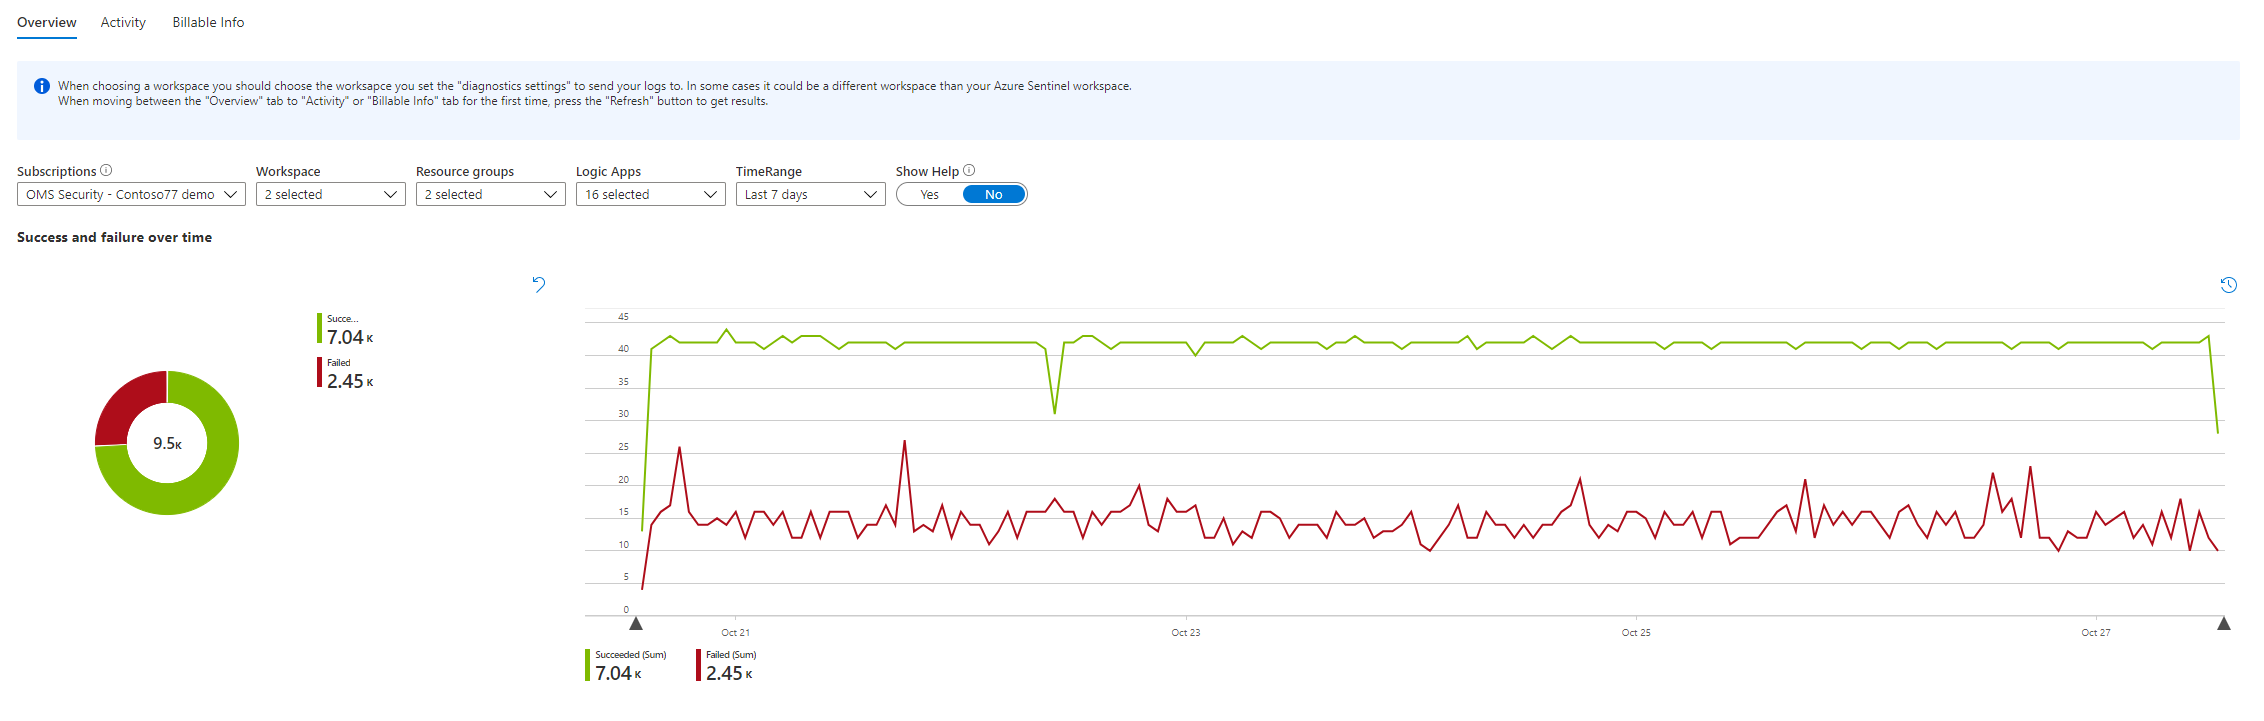 Overview Activity Billable Info
When choosing a workspace you should choose the worksapce you set the "diagnostics settings" to send your logs to. In some cases it could be a different workspace than your Azure Sentinel workspace.
When moving between the "Overview" tab to "Activity" or "Billable Info" tab for the first time, press the "Refresh" button to get results.
Subscriptions Workspace Resource groups Logic Apps TimeRange Show Help
OMS Security - Contoso77 demo 2 selected 2 selected 16 selected Last 7 days Yes No
Success and failure over time
Succe...
7.04 K
Failed
2.45 K
9.5K
45
40
35
30
25
20
15
10
5
0
Oct 21 Oct 23 Oct 25 Oct 27
Succeeded (Sum) Failed (Sum)
7.04 K 2.45 K